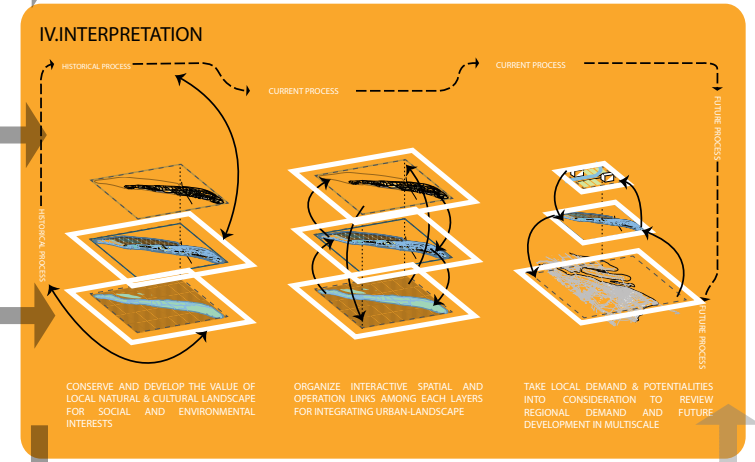 IV.INTERPRETATION
HISTORICAL PROCESS
CURRENT PROCESS
CURRENT PROCESS
FUTURE PROCESS
HISTORICAL PROCESS
FUTURE PROCESS
CONSERVE AND DEVELOP THE VALUE OF
LOCAL NATURAL & CULTURAL LANDSCAPE
FOR SOCIAL AND ENVIRONMENTAL
INTERESTS
ORGANIZE INTERACTIVE SPATIAL AND
OPERATION LINKS AMONG EACH LAYERS
FOR INTEGRATING URBAN-LANDSCAPE
TAKE LOCAL DEMAND & POTENTIALITIES
INTO CONSIDERATION TO REVIEW
REGIONAL DEMAND AND FUTURE
DEVELOPMENT IN MULTISCALE